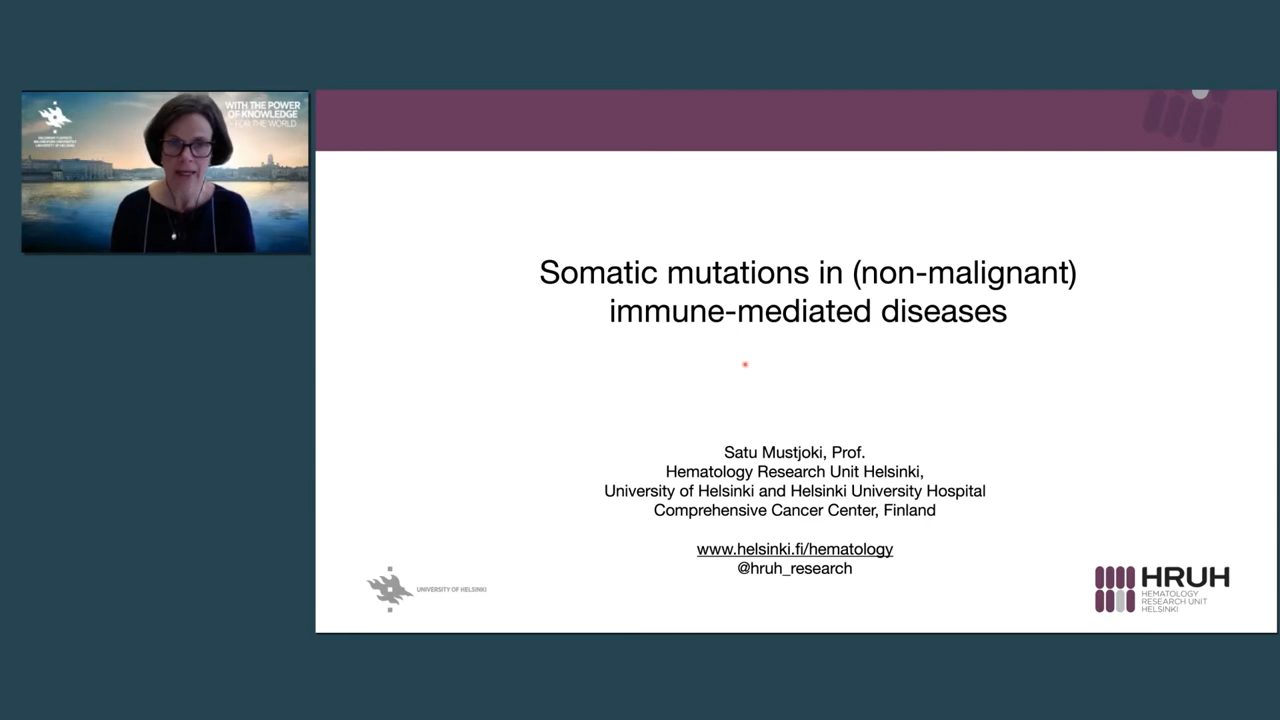 WITH THE POWER
OF KNOWLEDGE
– FOR THE WORLD
Somatic mutations in (non-malignant)
immune-mediated diseases
Satu Mustjoki, Prof.
Hematology Research Unit Helsinki,
University of Helsinki and Helsinki University Hospital
Comprehensive Cancer Center, Finland
www.helsinki.fi/hematology
@hruh_research
UNIVERSITY OF HELSINKI
HRUH
HEMATOLOGY
RESEARCH UNIT
HELSINKI